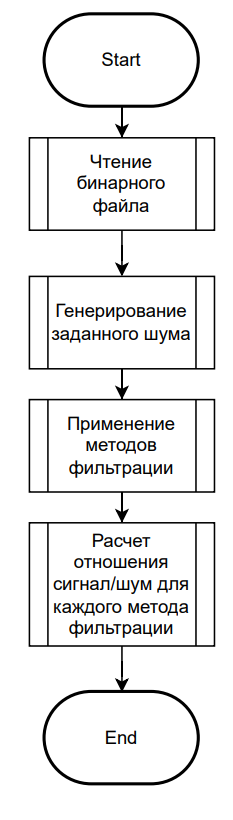 Start
Чтение
бинарного
файла
Генерирование
заданного шума
Применение
методов
фильтрации
Расчет
отношения
сигнал/шум для
каждого метода
фильтрации
End